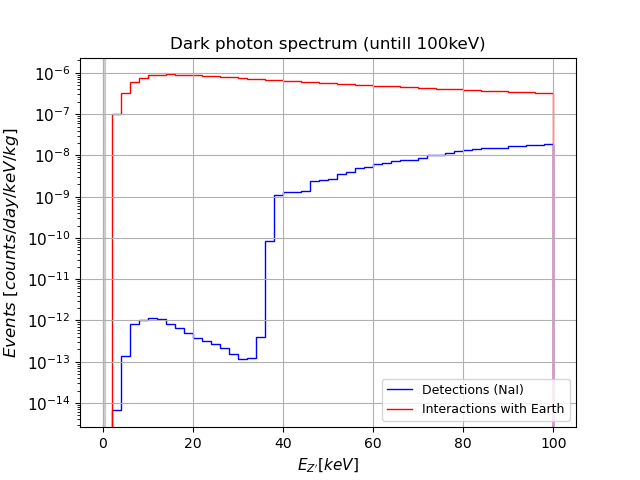 Dark photon spectrum (untill 100keV)
Events [counts/day/keV/kg]
10⁻⁶
10⁻⁷
10⁻⁸
10⁻⁹
10⁻¹⁰
10⁻¹¹
10⁻¹²
10⁻¹³
10⁻¹⁴
Detections (NaI)
Interactions with Earth
0 20 40 60 80 100
E_Z′[keV]